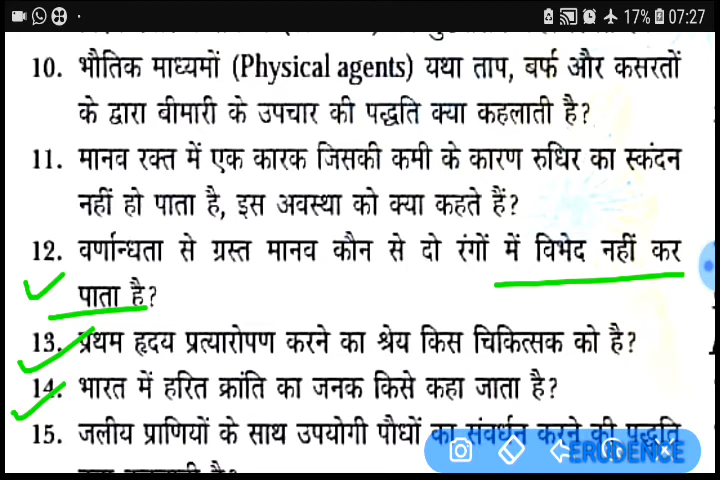 17% 07:27
10. भौतिक माध्यमों (Physical agents) यथा ताप, बर्फ और कसरतों
के द्वारा बीमारी के उपचार की पद्धति क्या कहलाती है?
11. मानव रक्त में एक कारक जिसकी कमी के कारण रुधिर का स्कंदन
नहीं हो पाता है, इस अवस्था को क्या कहते हैं?
12. वर्णान्धता से ग्रस्त मानव कौन से दो रंगों में विभेद नहीं कर
पाता है?
13. प्रथम हृदय प्रत्यारोपण करने का श्रेय किस चिकित्सक को है?
14. भारत में हरित क्रांति का जनक किसे कहा जाता है?
15. जलीय प्राणियों के साथ उपयोगी पौधों का संवर्धन करने की पद्धति
ERUDENCE